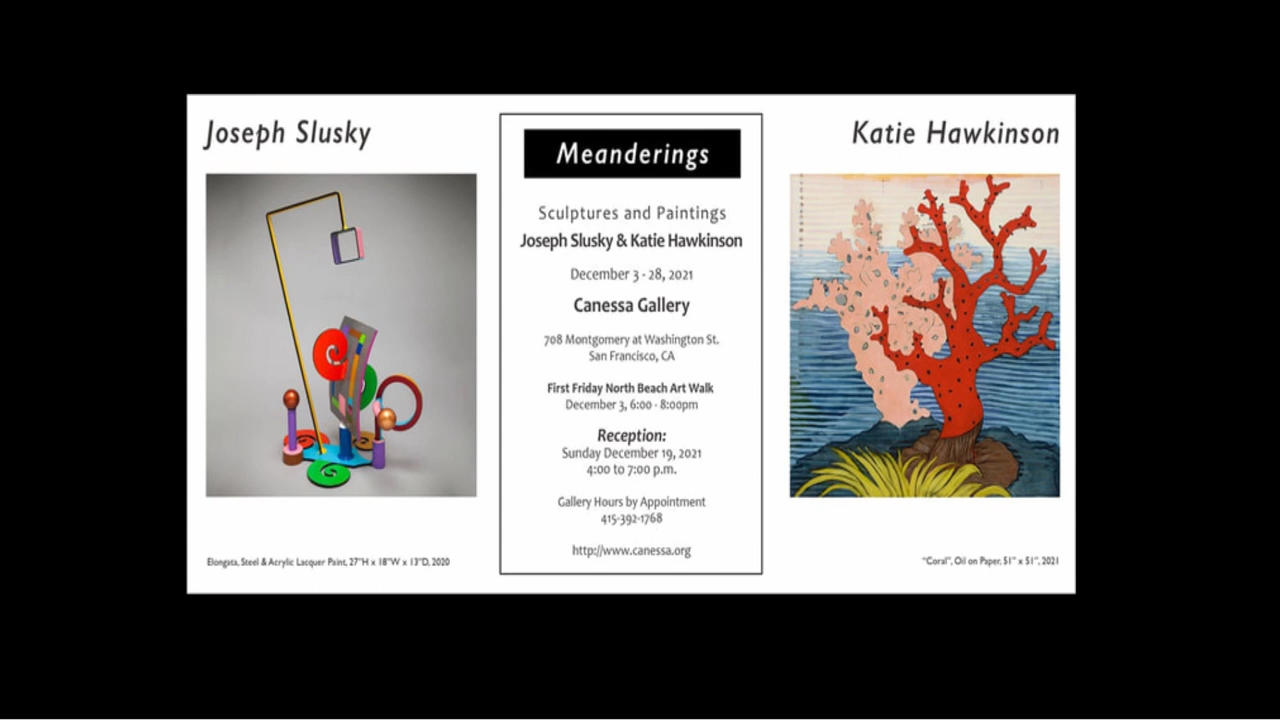 Joseph Slusky
Elongata, Steel & Acrylic Lacquer Paint, 27"H x 18"W x 13"D, 2020
Meanderings
Sculptures and Paintings
Joseph Slusky & Katie Hawkinson
December 3 - 28, 2021
Canessa Gallery
708 Montgomery at Washington St.
San Francisco, CA
First Friday North Beach Art Walk
December 3, 6:00 - 8:00pm
Reception:
Sunday December 19, 2021
4:00 to 7:00 p.m.
Gallery Hours by Appointment
415-392-1768
http://www.canessa.org
Katie Hawkinson
"Coral", Oil on Paper, 51" x 51", 2021